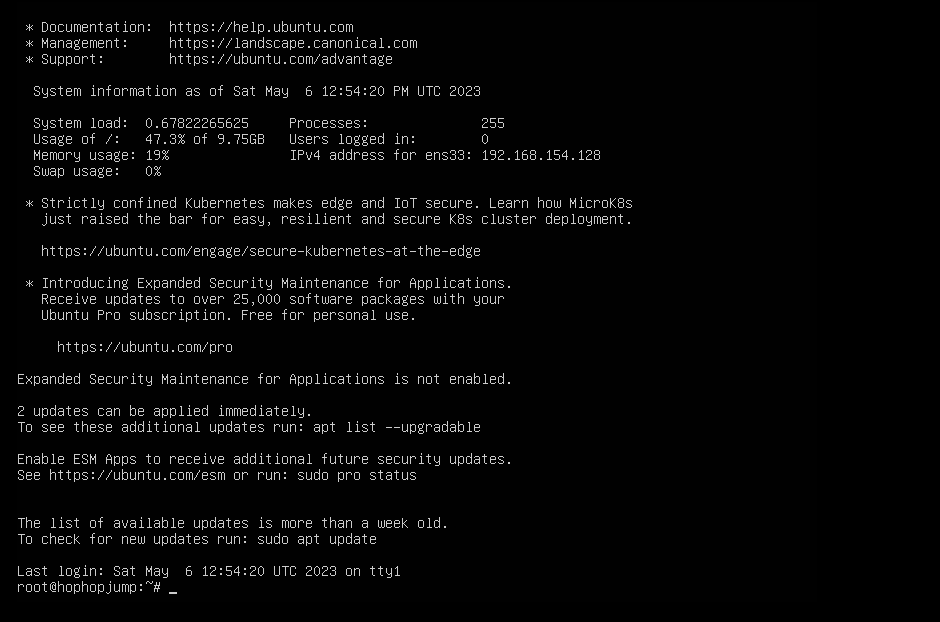 * Documentation:  https://help.ubuntu.com
* Management:     https://landscape.canonical.com
* Support:        https://ubuntu.com/advantage
System information as of Sat May  6 12:54:20 PM UTC 2023
System load:  0.67822265625     Processes:              255
Usage of /:   47.3% of 9.75GB   Users logged in:        0
Memory usage: 19%               IPv4 address for ens33: 192.168.154.128
Swap usage:   0%
* Strictly confined Kubernetes makes edge and IoT secure. Learn how MicroK8s
just raised the bar for easy, resilient and secure K8s cluster deployment.
https://ubuntu.com/engage/secure-kubernetes-at-the-edge
* Introducing Expanded Security Maintenance for Applications.
Receive updates to over 25,000 software packages with your
Ubuntu Pro subscription. Free for personal use.
https://ubuntu.com/pro
Expanded Security Maintenance for Applications is not enabled.
2 updates can be applied immediately.
To see these additional updates run: apt list --upgradable
Enable ESM Apps to receive additional future security updates.
See https://ubuntu.com/esm or run: sudo pro status
The list of available updates is more than a week old.
To check for new updates run: sudo apt update
Last login: Sat May  6 12:54:20 UTC 2023 on tty1
root@hophopjump:~# _